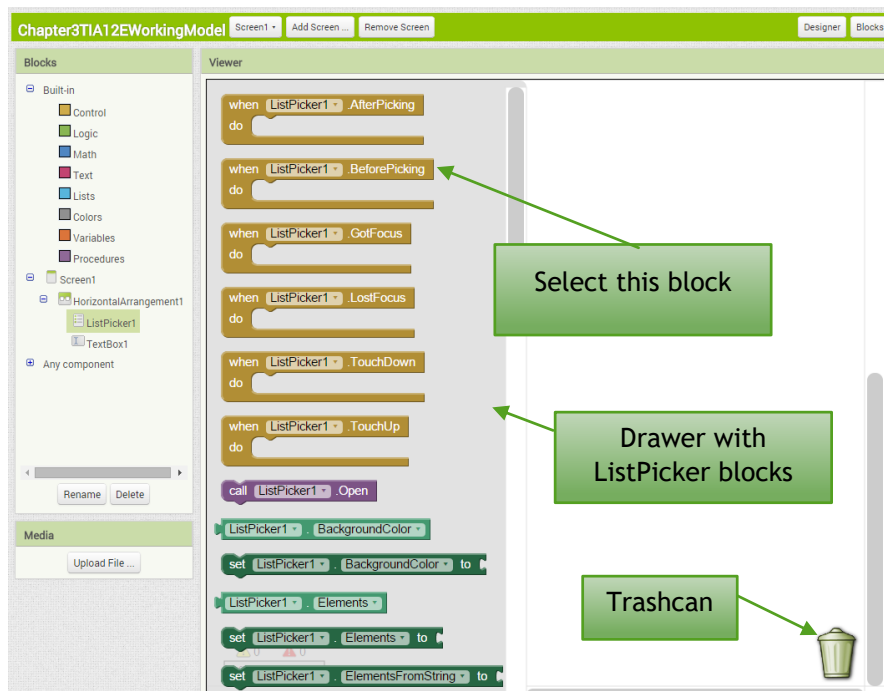 Chapter3TIA12EWorkingModel Screen1 Add Screen ... Remove Screen Designer Blocks
Blocks
Built-in
Control
Logic
Math
Text
Lists
Colors
Variables
Procedures
Screen1
HorizontalArrangement1
ListPicker1
TextBox1
Any component
Rename Delete
Media
Upload File ...
Viewer
when ListPicker1 .AfterPicking
do
when ListPicker1 .BeforePicking
do
when ListPicker1 .GotFocus
do
when ListPicker1 .LostFocus
do
when ListPicker1 .TouchDown
do
when ListPicker1 .TouchUp
do
call ListPicker1 .Open
ListPicker1 . BackgroundColor
set ListPicker1 . BackgroundColor to
ListPicker1 . Elements
set ListPicker1 . Elements to
0 0
set ListPicker1 . ElementsFromString to
Select this block
Drawer with
ListPicker blocks
Trashcan